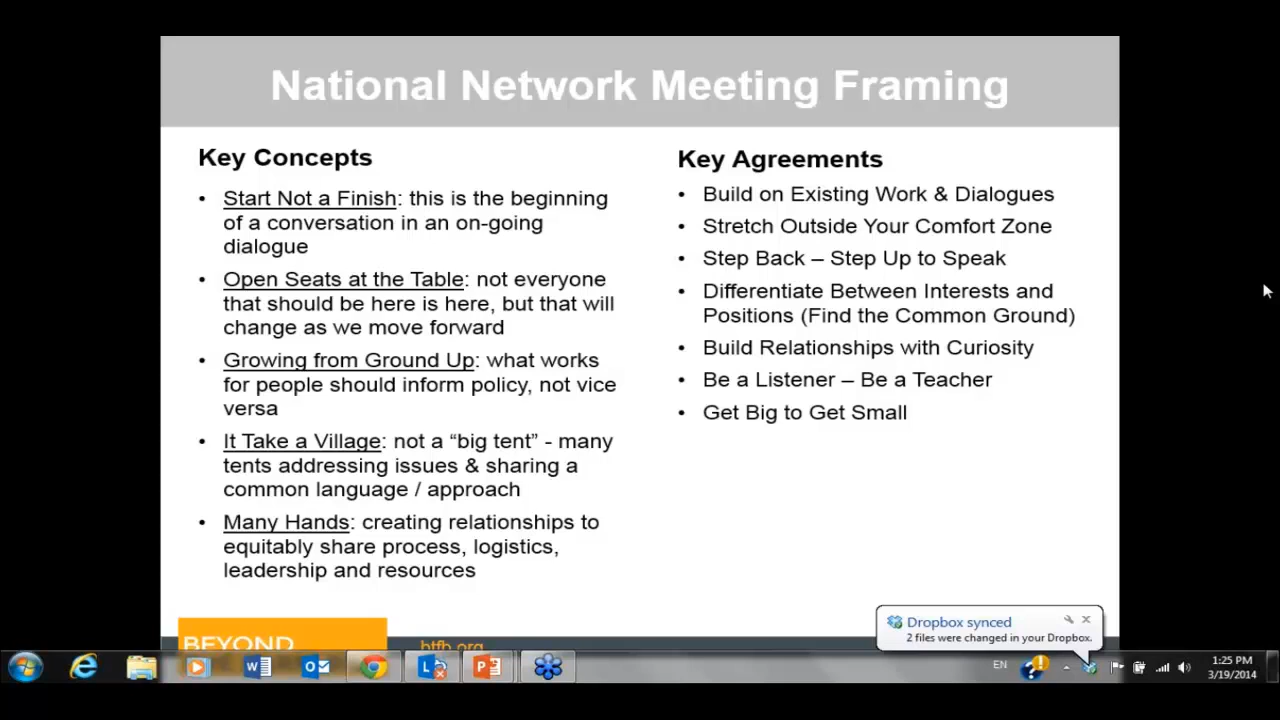 National Network Meeting Framing
Key Concepts
• Start Not a Finish: this is the beginning
of a conversation in an on-going
dialogue
• Open Seats at the Table: not everyone
that should be here is here, but that will
change as we move forward
• Growing from Ground Up: what works
for people should inform policy, not vice
versa
• It Take a Village: not a “big tent” - many
tents addressing issues & sharing a
common language / approach
• Many Hands: creating relationships to
equitably share process, logistics,
leadership and resources
Key Agreements
• Build on Existing Work & Dialogues
• Stretch Outside Your Comfort Zone
• Step Back – Step Up to Speak
• Differentiate Between Interests and
Positions (Find the Common Ground)
• Build Relationships with Curiosity
• Be a Listener – Be a Teacher
• Get Big to Get Small
BEYOND
btfb.org
Dropbox synced
2 files were changed in your Dropbox.
EN
1:25 PM
3/19/2014